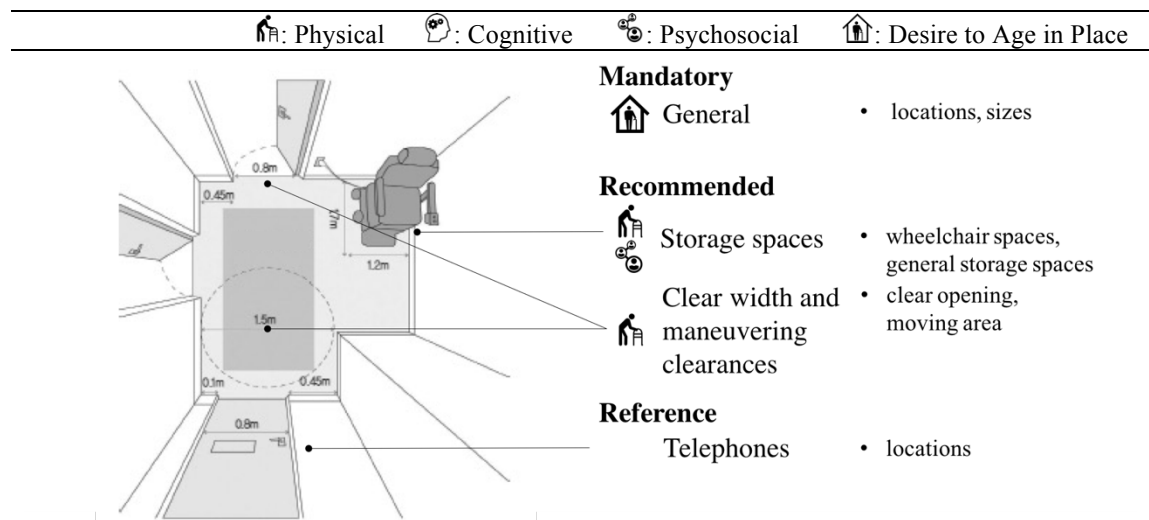 : Physical : Cognitive : Psychosocial : Desire to Age in Place
Mandatory
General • locations, sizes
Recommended
Storage spaces • wheelchair spaces,
general storage spaces
Clear width and • clear opening,
maneuvering moving area
clearances
Reference
Telephones • locations
0.8m
0.45m
1.7m
1.2m
1.5m
0.1m
0.45m
0.8m